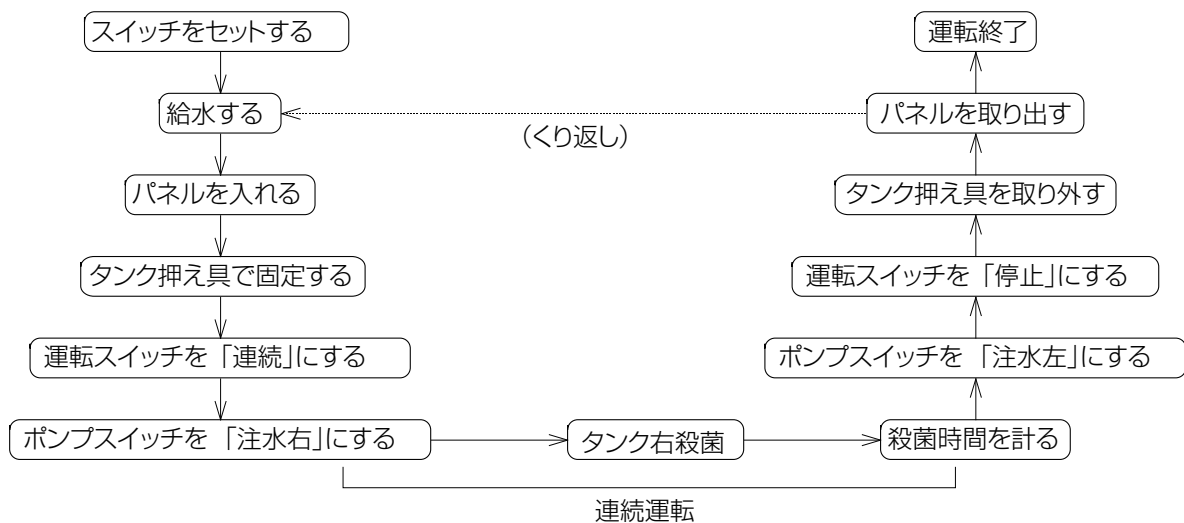 スイッチをセットする
給水する
パネルを入れる
タンク押え具で固定する
運転スイッチを「連続」にする
ポンプスイッチを「注水右」にする
タンク右殺菌
殺菌時間を計る
連続運転
ポンプスイッチを「注水左」にする
運転スイッチを「停止」にする
タンク押え具を取り外す
パネルを取り出す
(くり返し)
運転終了